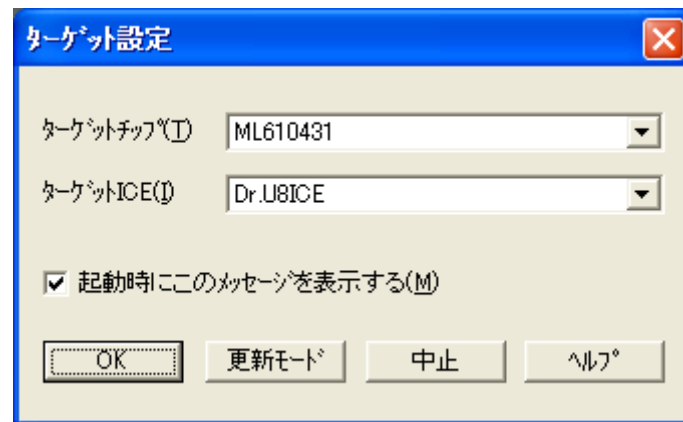 ﾀｰｹﾞｯﾄ設定
ﾀｰｹﾞｯﾄﾁｯﾌﾟ(T) ML610431
ﾀｰｹﾞｯﾄICE(I) Dr.U8ICE
起動時にこのﾒｯｾｰｼﾞを表示する(M)
OK 更新ﾓｰﾄﾞ 中止 ﾍﾙﾌﾟ